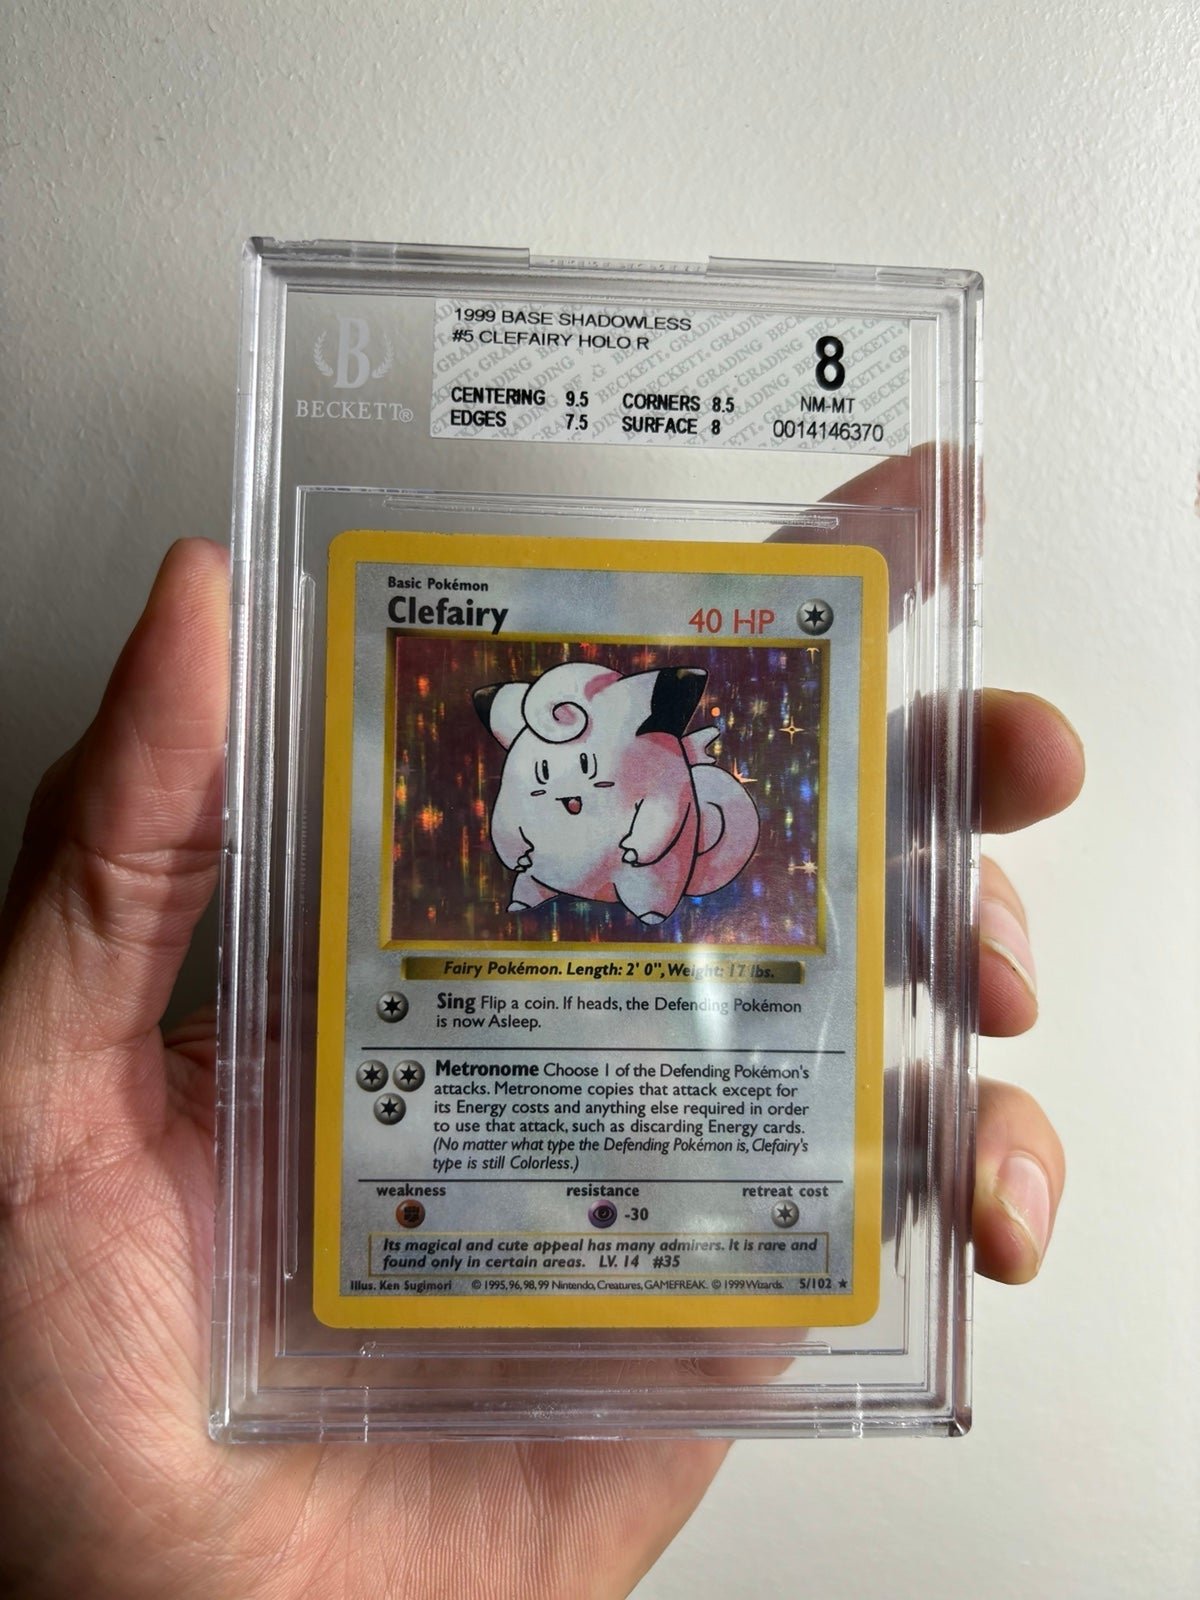 1999 BASE SHADOWLESS
#5 CLEFAIRY HOLO R
8
CENTERING 9.5 CORNERS 8.5
NM-MT
EDGES 7.5 SURFACE 8
0014146370
B
BECKETT®
Basic Pokémon
Clefairy
40 HP
Fairy Pokémon. Length: 2' 0", Weight: 17 lbs.
Sing Flip a coin. If heads, the Defending Pokémon
is now Asleep.
Metronome Choose 1 of the Defending Pokémon's
attacks. Metronome copies that attack except for
its Energy costs and anything else required in order
to use that attack, such as discarding Energy cards.
(No matter what type the Defending Pokémon is, Clefairy's
type is still Colorless.)
weakness resistance retreat cost
-30
Its magical and cute appeal has many admirers. It is rare and
found only in certain areas. LV. 14 #35
Illus. Ken Sugimori © 1995, 96, 98, 99 Nintendo, Creatures, GAMEFREAK. © 1999 Wizards. 5/102 ★